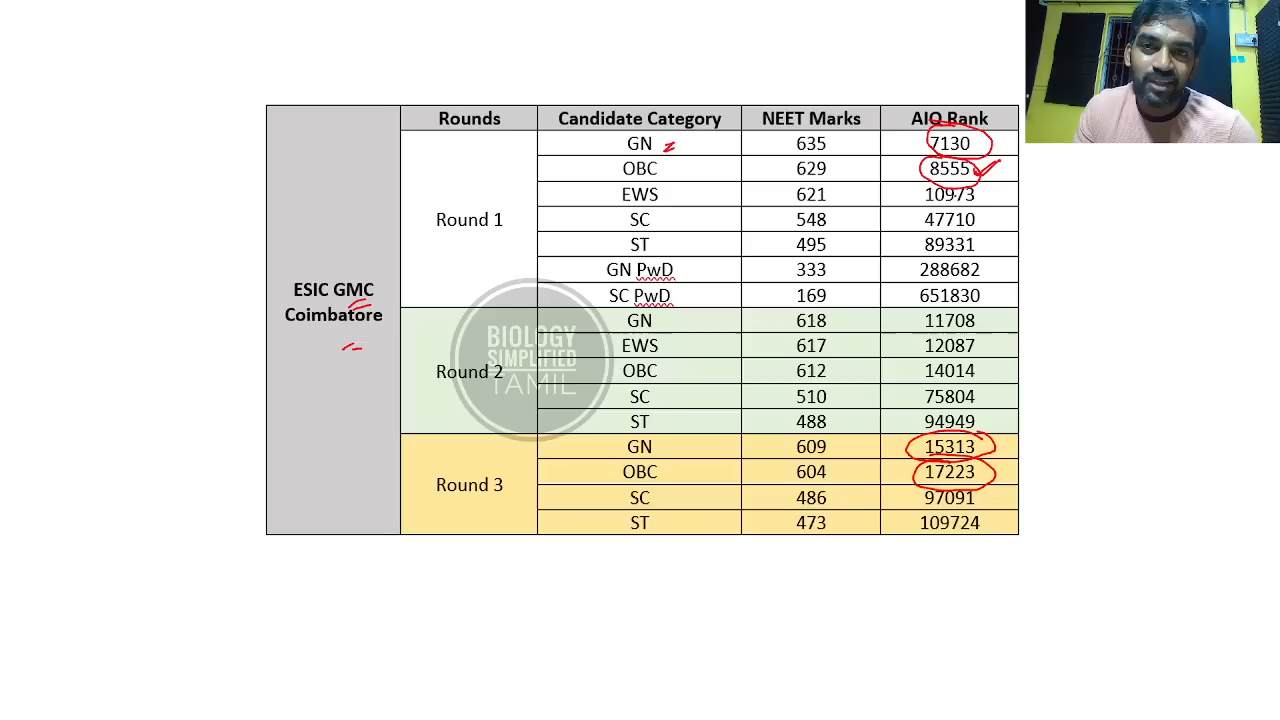 Rounds Candidate Category NEET Marks AIQ Rank
ESIC GMC
Coimbatore
Round 1
GN 635 7130
OBC 629 8555
EWS 621 10973
SC 548 47710
ST 495 89331
GN PwD 333 288682
SC PwD 169 651830
Round 2
GN 618 11708
EWS 617 12087
OBC 612 14014
SC 510 75804
ST 488 94949
Round 3
GN 609 15313
OBC 604 17223
SC 486 97091
ST 473 109724
BIOLOGY
SIMPLIFIED
TAMIL